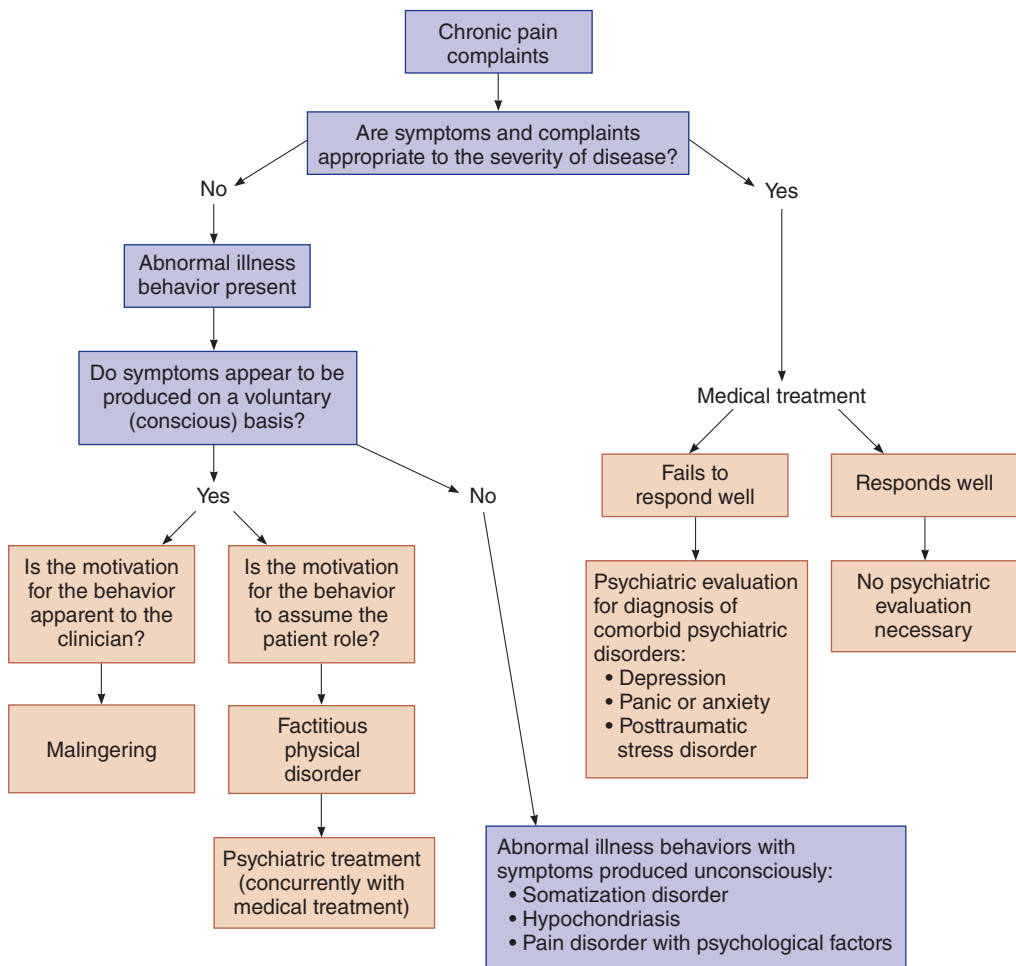 Chronic pain
complaints
Are symptoms and complaints
appropriate to the severity of disease?
No
Yes
Abnormal illness
behavior present
Do symptoms appear to be
produced on a voluntary
(conscious) basis?
Medical treatment
Yes
No
Fails to
respond well
Responds well
Is the motivation
for the behavior
apparent to the
clinician?
Is the motivation
for the behavior
to assume the
patient role?
Psychiatric evaluation
for diagnosis of
comorbid psychiatric
disorders:
• Depression
• Panic or anxiety
• Posttraumatic
stress disorder
No psychiatric
evaluation
necessary
Malingering
Factitious
physical
disorder
Psychiatric treatment
(concurrently with
medical treatment)
Abnormal illness behaviors with
symptoms produced unconsciously:
• Somatization disorder
• Hypochondriasis
• Pain disorder with psychological factors